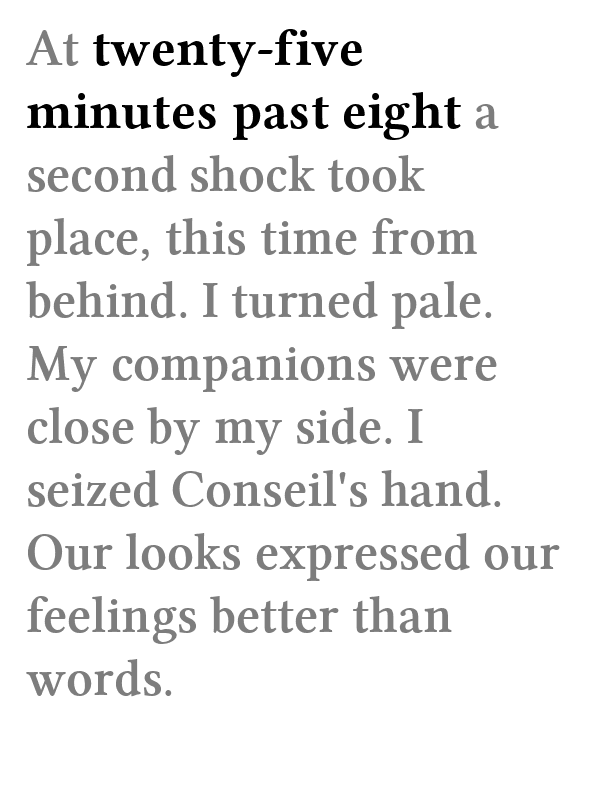 At twenty-five
minutes past eight a
second shock took
place, this time from
behind. I turned pale.
My companions were
close by my side. I
seized Conseil's hand.
Our looks expressed our
feelings better than
words.